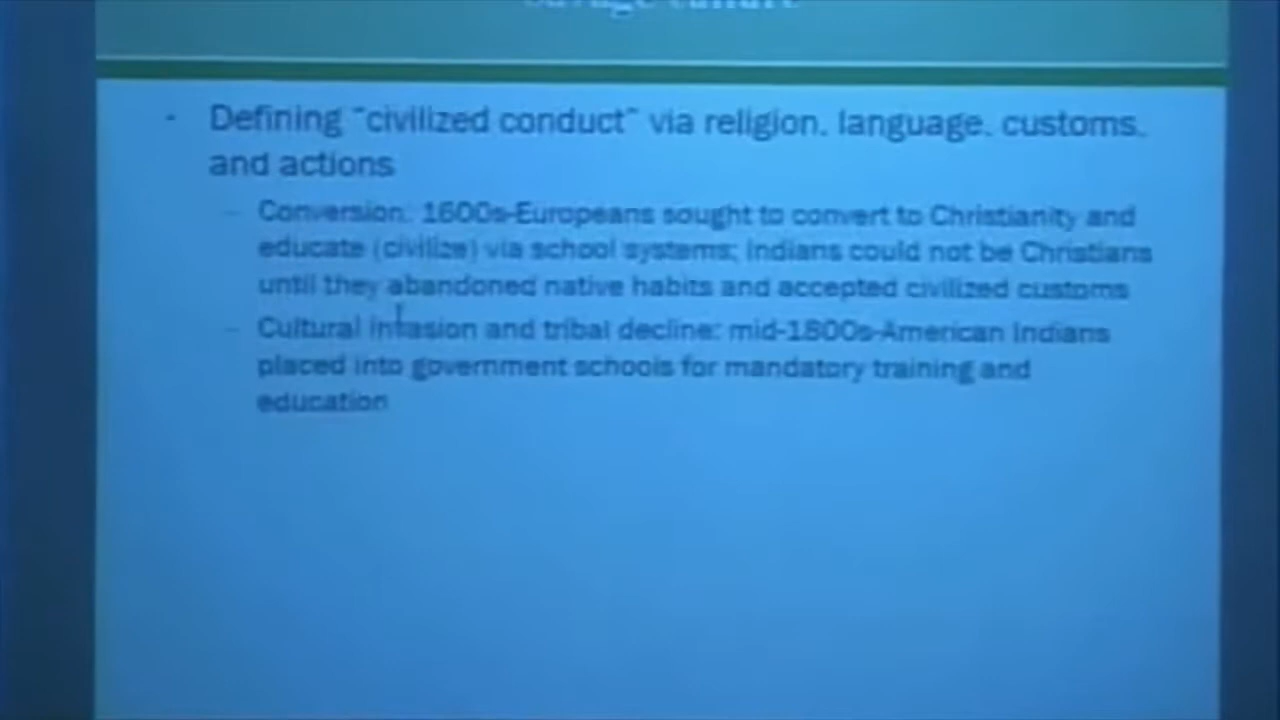 Defining "civilized conduct" via religion, language, customs,
and actions
– Conversion: 1600s-Europeans sought to convert to Christianity and
educate (civilize) via school systems; Indians could not be Christians
until they abandoned native habits and accepted civilized customs
– Cultural invasion and tribal decline: mid-1800s-American Indians
placed into government schools for mandatory training and
education